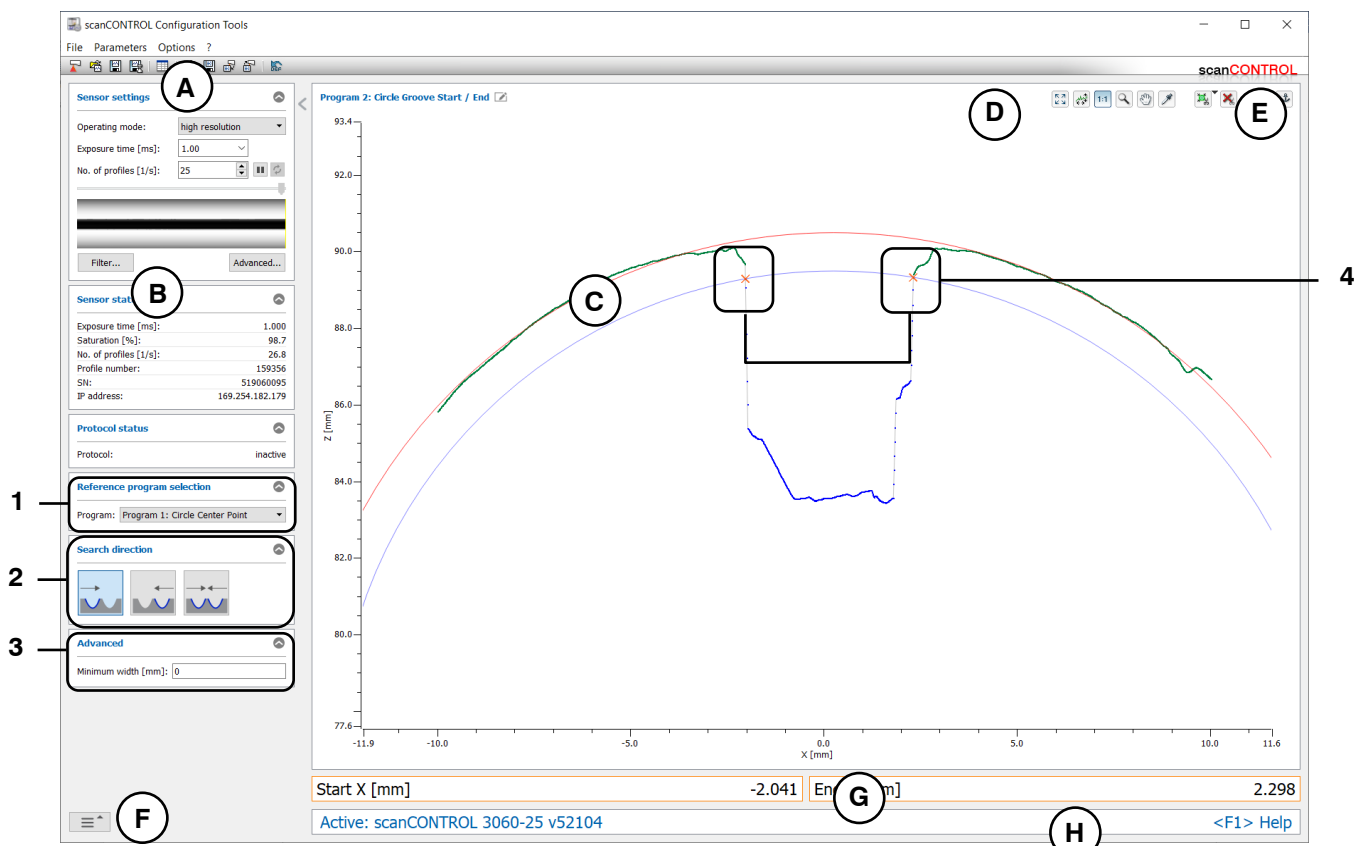 scanCONTROL Configuration Tools
File Parameters Options ?
scanCONTROL
A
Sensor settings
Operating mode: high resolution
Exposure time [ms]: 1.00
No. of profiles [1/s]: 25
Filter... Advanced...
B
Exposure time [ms]: 1.000
Saturation [%]: 98.7
No. of profiles [1/s]: 26.8
Profile number: 159356
SN: 519060095
IP address: 169.254.182.179
Protocol status
Protocol: inactive
1
Reference program selection
Program: Program 1: Circle Center Point
2
Search direction
3
Advanced
Minimum width [mm]: 0
F
Program 2: Circle Groove Start / End
D
1:1
E
93.4
92.0
90.0
88.0
86.0
84.0
82.0
80.0
77.6
Z [mm]
C
4
-11.9 -10.0 -5.0 0.0 5.0 10.0 11.6
X [mm]
Start X [mm] -2.041
2.298
G
Active: scanCONTROL 3060-25 v52104 <F1> Help
H